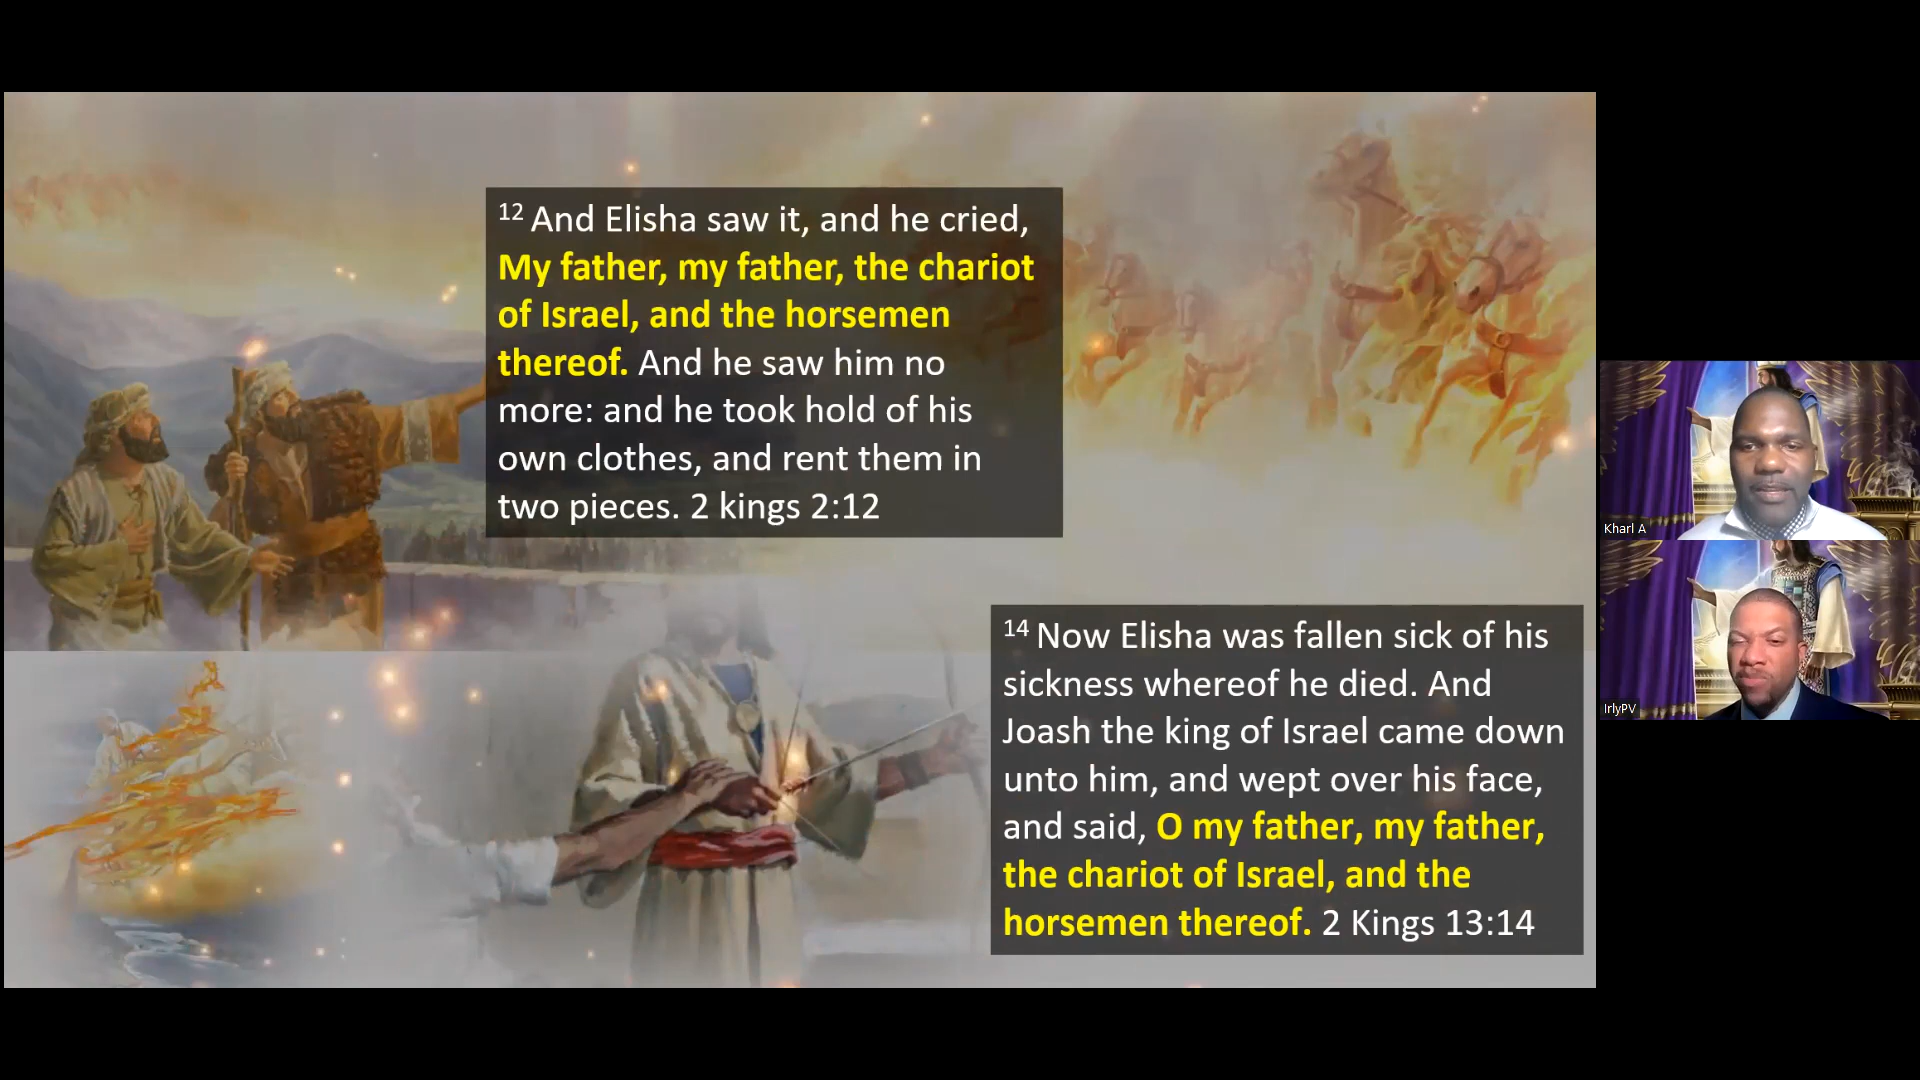 12 And Elisha saw it, and he cried,
My father, my father, the chariot
of Israel, and the horsemen
thereof. And he saw him no
more: and he took hold of his
own clothes, and rent them in
two pieces. 2 kings 2:12
14 Now Elisha was fallen sick of his
sickness whereof he died. And
Joash the king of Israel came down
unto him, and wept over his face,
and said, O my father, my father,
the chariot of Israel, and the
horsemen thereof. 2 Kings 13:14
Kharl A
IrlyPV